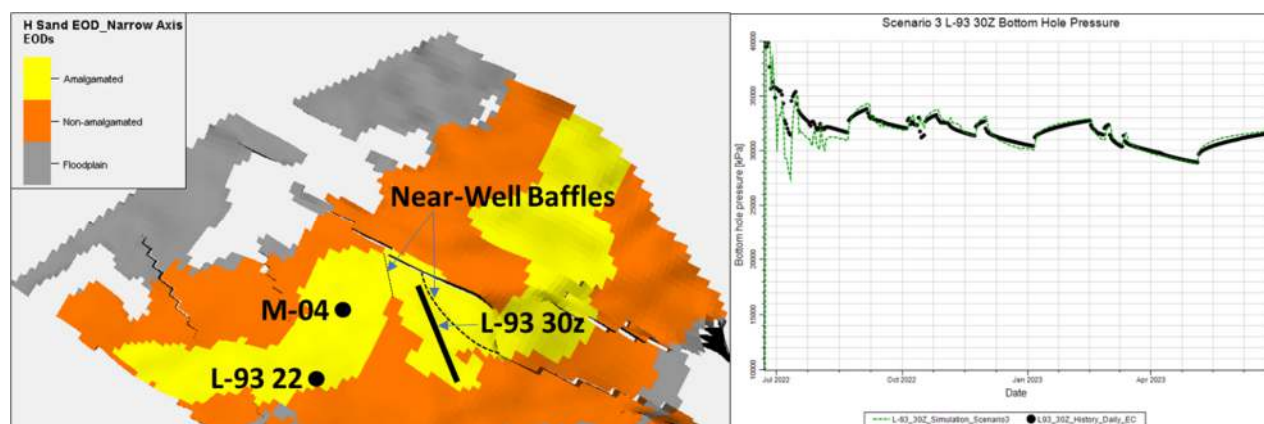 H Sand EOD_Narrow Axis
EODs
Amalgamated
Non-amalgamated
Floodplain
Near-Well Baffles
M-04
L-93 30z
L-93 22
Scenario 3 L-93 30Z Bottom Hole Pressure
Bottom hole pressure [kPa]
40000
35000
30000
25000
20000
15000
10000
Jul 2022
Oct 2022
Jan 2023
Apr 2023
Date
L-93_30Z_Simulation_Scenario3
L93_30Z_History_Daily_EC